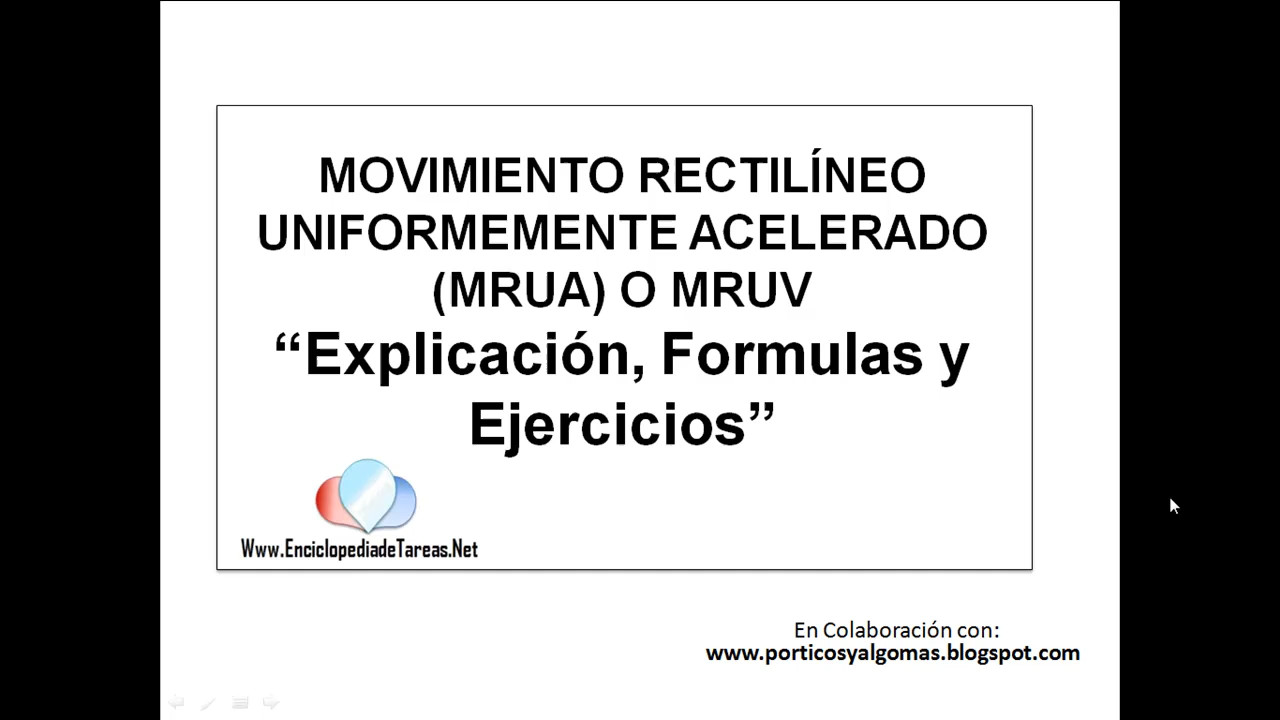 MOVIMIENTO RECTILÍNEO
UNIFORMEMENTE ACELERADO
(MRUA) O MRUV
“Explicación, Formulas y
Ejercicios”
Www.EnciclopediadeTareas.Net
En Colaboración con:
www.porticosyalgomas.blogspot.com